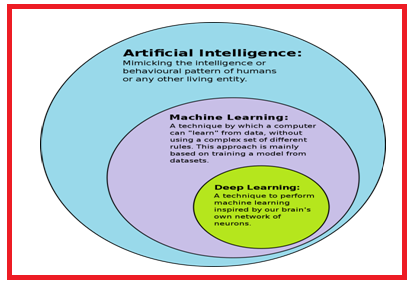 Artificial Intelligence:
Mimicking the intelligence or
behavioural pattern of humans
or any other living entity.
Machine Learning:
A technique by which a computer
can "learn" from data, without
using a complex set of different
rules. This approach is mainly
based on training a model from
datasets.
Deep Learning:
A technique to perform
machine learning
inspired by our brain's
own network of
neurons.